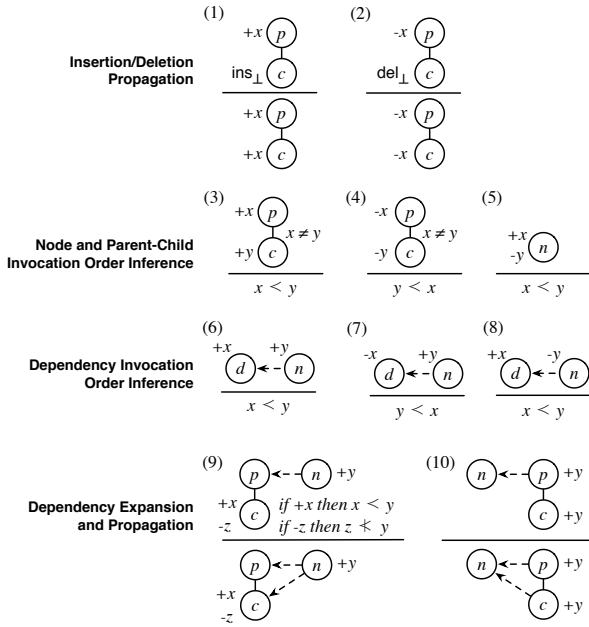 (1) (2)
+x p -x p
Insertion/Deletion
Propagation
ins⊥ c del⊥ c
+x p -x p
+x c -x c
(3) (4) (5)
+x p -x p
x ≠ y x ≠ y
+x
-y n
Node and Parent-Child
Invocation Order Inference
+y c -y c
x < y y < x x < y
(6) (7) (8)
+x +y -x +y +x -y
d n d n d n
Dependency Invocation
Order Inference
x < y y < x x < y
(9) (10)
p n +y n p +y
Dependency Expansion
and Propagation
+x
-z c
if +x then x < y
if -z then z ≮ y
c +y
p n +y n p +y
+x
-z c
c +y